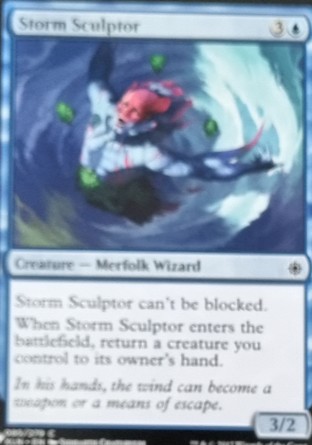 Storm Sculptor 3
Creature — Merfolk Wizard
Storm Sculptor can't be blocked.
When Storm Sculptor enters the
battlefield, return a creature you
control to its owner's hand.
In his hands, the wind can become a
weapon or a means of escape.
3/2